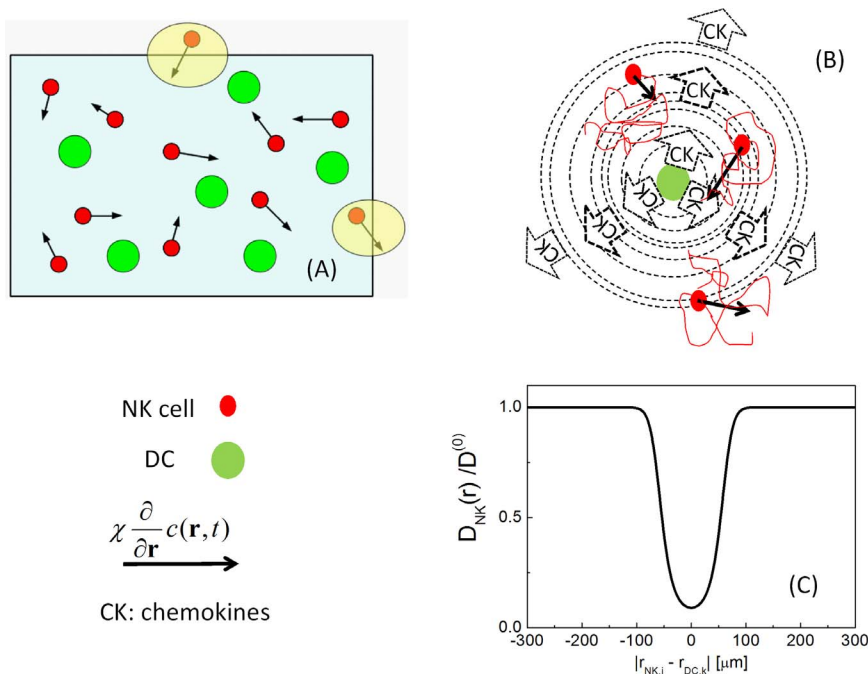 (A)
(B)
CK
CK
CK
CK
CK
CK
CK
CK
CK
NK cell
DC
χ ∂/∂r c(r,t)
CK: chemokines
D_NK(r) /D^(0)
1.0
0.5
0.0
(C)
-300 -200 -100 0 100 200 300
|r_NK,i - r_DC,k| [μm]